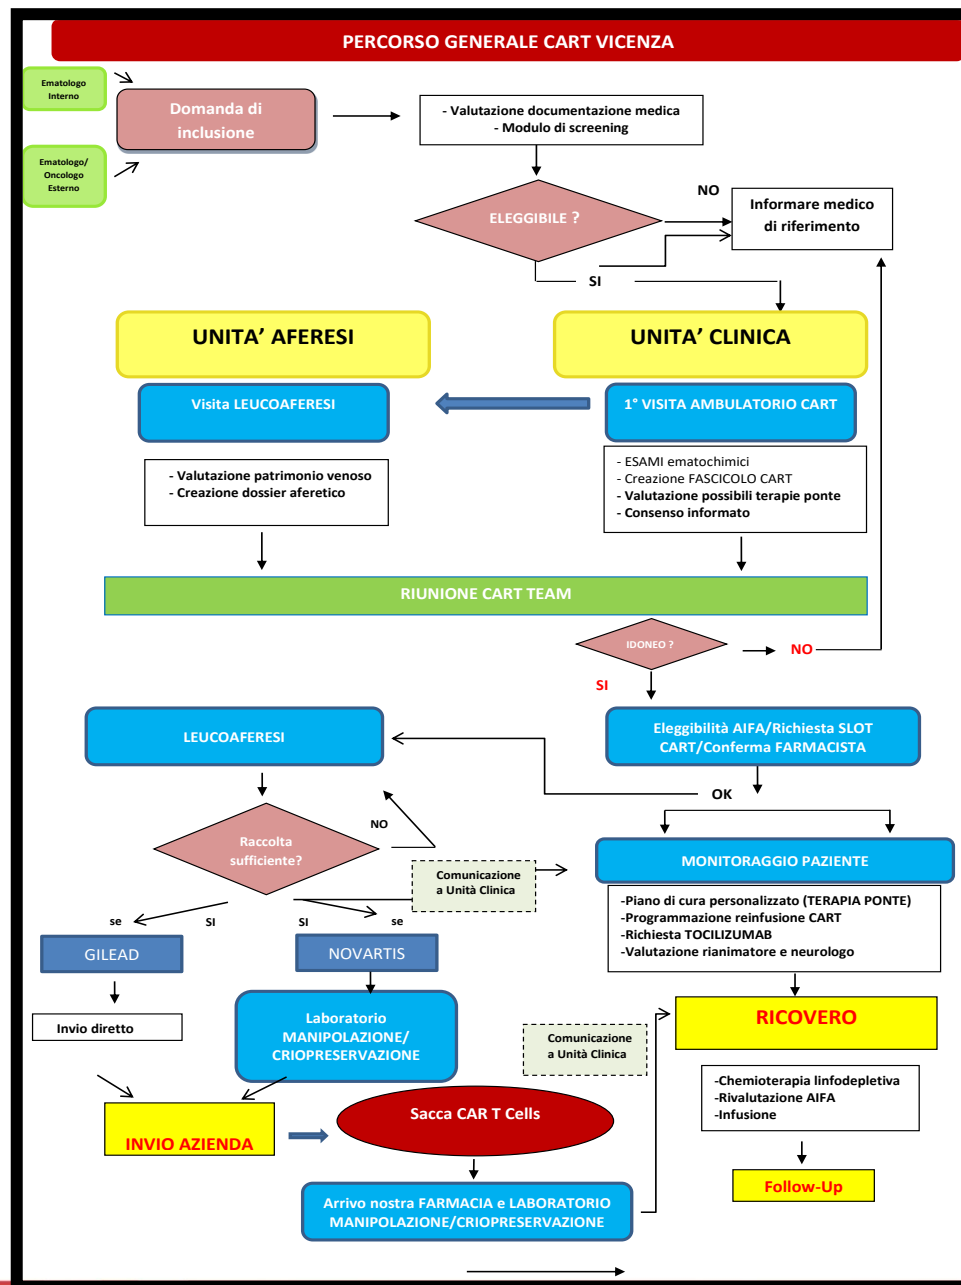 PERCORSO GENERALE CART VICENZA
Ematologo
Interno
Domanda di
inclusione
- Valutazione documentazione medica
- Modulo di screening
Ematologo/
Oncologo
Esterno
ELEGGIBILE ?
NO
Informare medico
di riferimento
SI
UNITA’ AFERESI
UNITA’ CLINICA
Visita LEUCOAFERESI
1° VISITA AMBULATORIO CART
- Valutazione patrimonio venoso
- Creazione dossier aferetico
- ESAMI ematochimici
- Creazione FASCICOLO CART
- Valutazione possibili terapie ponte
- Consenso informato
RIUNIONE CART TEAM
IDONEO ?
NO
SI
LEUCOAFERESI
Eleggibilità AIFA/Richiesta SLOT
CART/Conferma FARMACISTA
OK
NO
Raccolta
sufficiente?
Comunicazione
a Unità Clinica
MONITORAGGIO PAZIENTE
-Piano di cura personalizzato (TERAPIA PONTE)
-Programmazione reinfusione CART
-Richiesta TOCILIZUMAB
-Valutazione rianimatore e neurologo
se
SI
SI
se
GILEAD
NOVARTIS
Invio diretto
Laboratorio
MANIPOLAZIONE/
CRIOPRESERVAZIONE
Comunicazione
a Unità Clinica
RICOVERO
-Chemioterapia linfodepletiva
-Rivalutazione AIFA
-Infusione
INVIO AZIENDA
Sacca CAR T Cells
Follow-Up
Arrivo nostra FARMACIA e LABORATORIO
MANIPOLAZIONE/CRIOPRESERVAZIONE